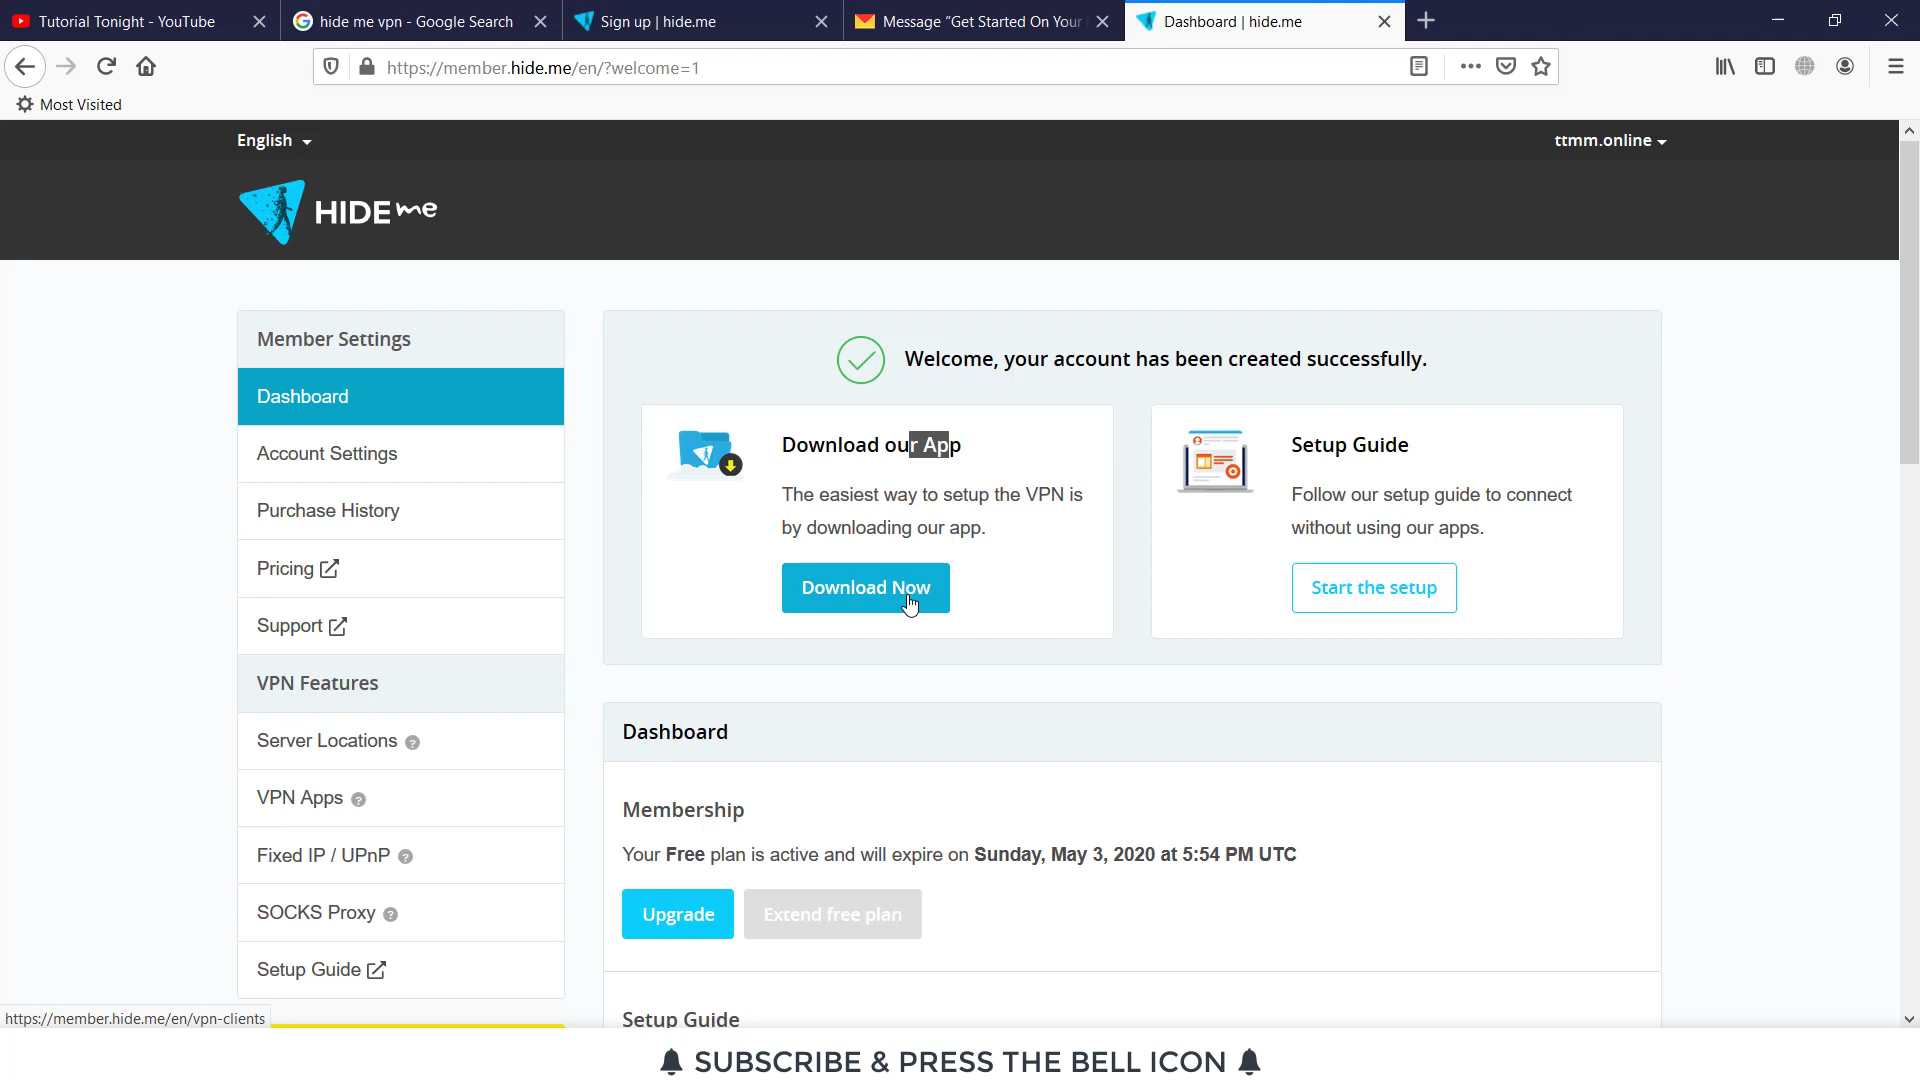 Tutorial Tonight - YouTube
hide me vpn - Google Search
Sign up | hide.me
Message “Get Started On Your
Dashboard | hide.me
https://member.hide.me/en/?welcome=1
Most Visited
English
ttmm.online
HIDE me
Member Settings
Dashboard
Account Settings
Purchase History
Pricing
Support
VPN Features
Server Locations ?
VPN Apps ?
Fixed IP / UPnP ?
SOCKS Proxy ?
Setup Guide
Welcome, your account has been created successfully.
Download our App
The easiest way to setup the VPN is
by downloading our app.
Download Now
Setup Guide
Follow our setup guide to connect
without using our apps.
Start the setup
Dashboard
Membership
Your Free plan is active and will expire on Sunday, May 3, 2020 at 5:54 PM UTC
Upgrade
Extend free plan
Setup Guide
https://member.hide.me/en/vpn-clients
SUBSCRIBE & PRESS THE BELL ICON